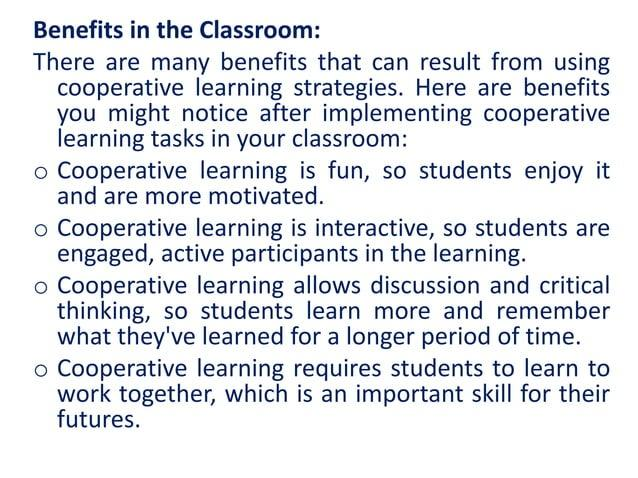 Benefits in the Classroom:
There are many benefits that can result from using
cooperative learning strategies. Here are benefits
you might notice after implementing cooperative
learning tasks in your classroom:
o Cooperative learning is fun, so students enjoy it
and are more motivated.
o Cooperative learning is interactive, so students are
engaged, active participants in the learning.
o Cooperative learning allows discussion and critical
thinking, so students learn more and remember
what they've learned for a longer period of time.
o Cooperative learning requires students to learn to
work together, which is an important skill for their
futures.